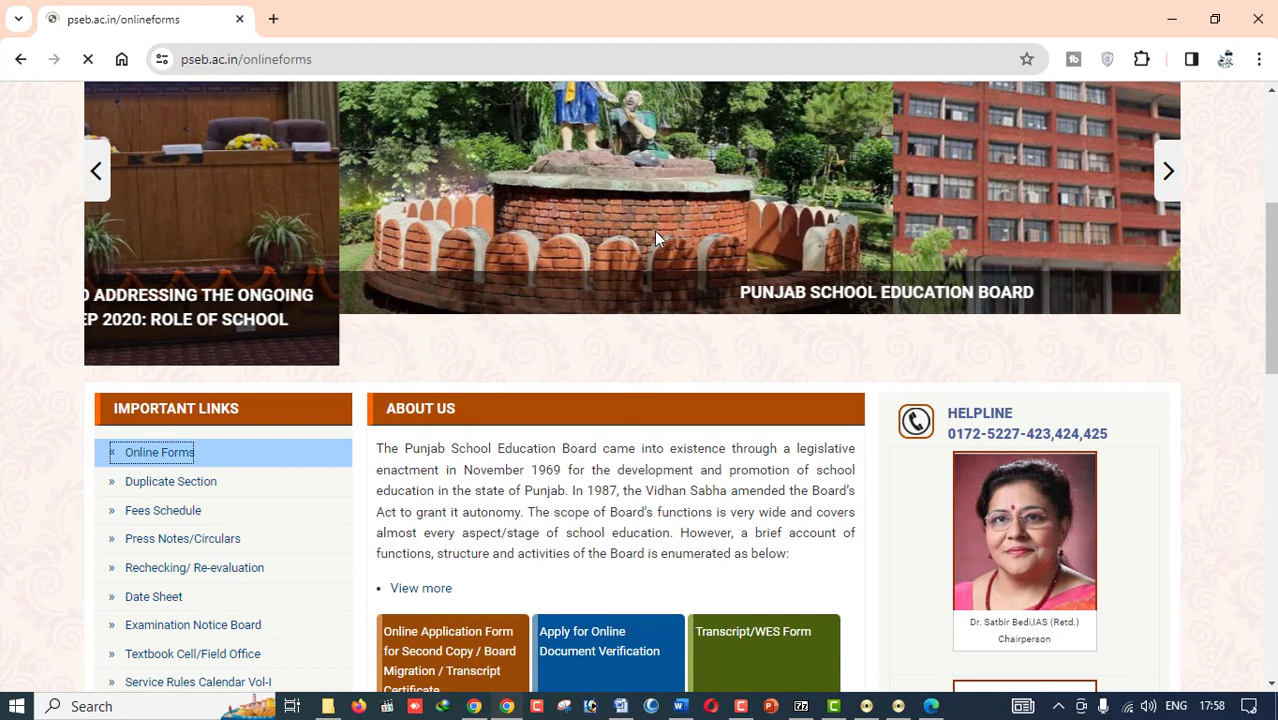 pseb.ac.in/onlineforms
pseb.ac.in/onlineforms
O ADDRESSING THE ONGOING
EP 2020: ROLE OF SCHOOL
PUNJAB SCHOOL EDUCATION BOARD
IMPORTANT LINKS
« Online Forms
» Duplicate Section
» Fees Schedule
» Press Notes/Circulars
» Rechecking/ Re-evaluation
» Date Sheet
» Examination Notice Board
» Textbook Cell/Field Office
» Service Rules Calendar Vol-I
ABOUT US
The Punjab School Education Board came into existence through a legislative
enactment in November 1969 for the development and promotion of school
education in the state of Punjab. In 1987, the Vidhan Sabha amended the Board's
Act to grant it autonomy. The scope of Board's functions is very wide and covers
almost every aspect/stage of school education. However, a brief account of
functions, structure and activities of the Board is enumerated as below:
• View more
Online Application Form
for Second Copy / Board
Migration / Transcript
Certificate
Apply for Online
Document Verification
Transcript/WES Form
HELPLINE
0172-5227-423,424,425
Dr. Satbir Bedi,IAS (Retd.)
Chairperson
Search
ENG
17:58